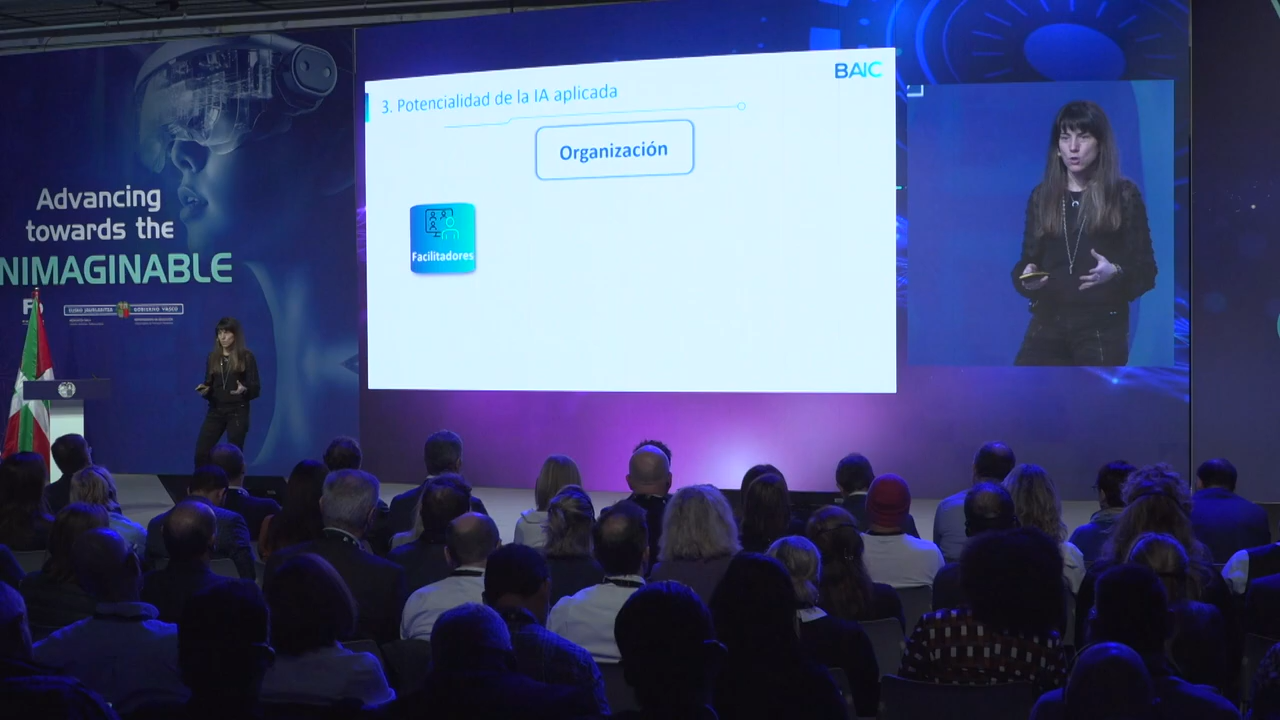 Advancing
towards the
NIMAGINABLE
EUSKO JAURLARITZA
GOBIERNO VASCO
BAIC
3. Potencialidad de la IA aplicada
Organización
Facilitadores